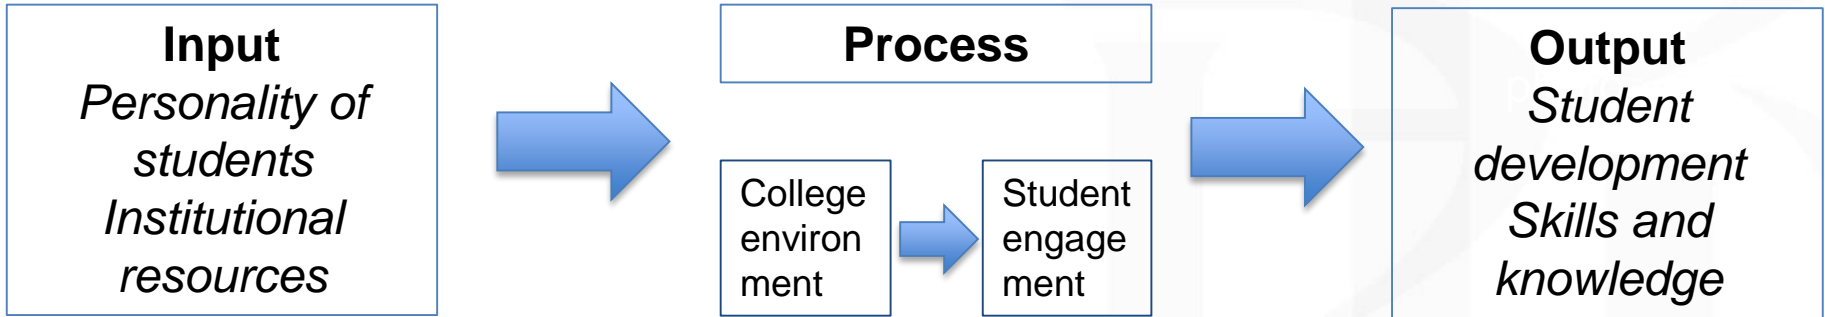 Input
Personality of
students
Institutional
resources
Process
College
environ
ment
Student
engage
ment
Output
Student
development
Skills and
knowledge